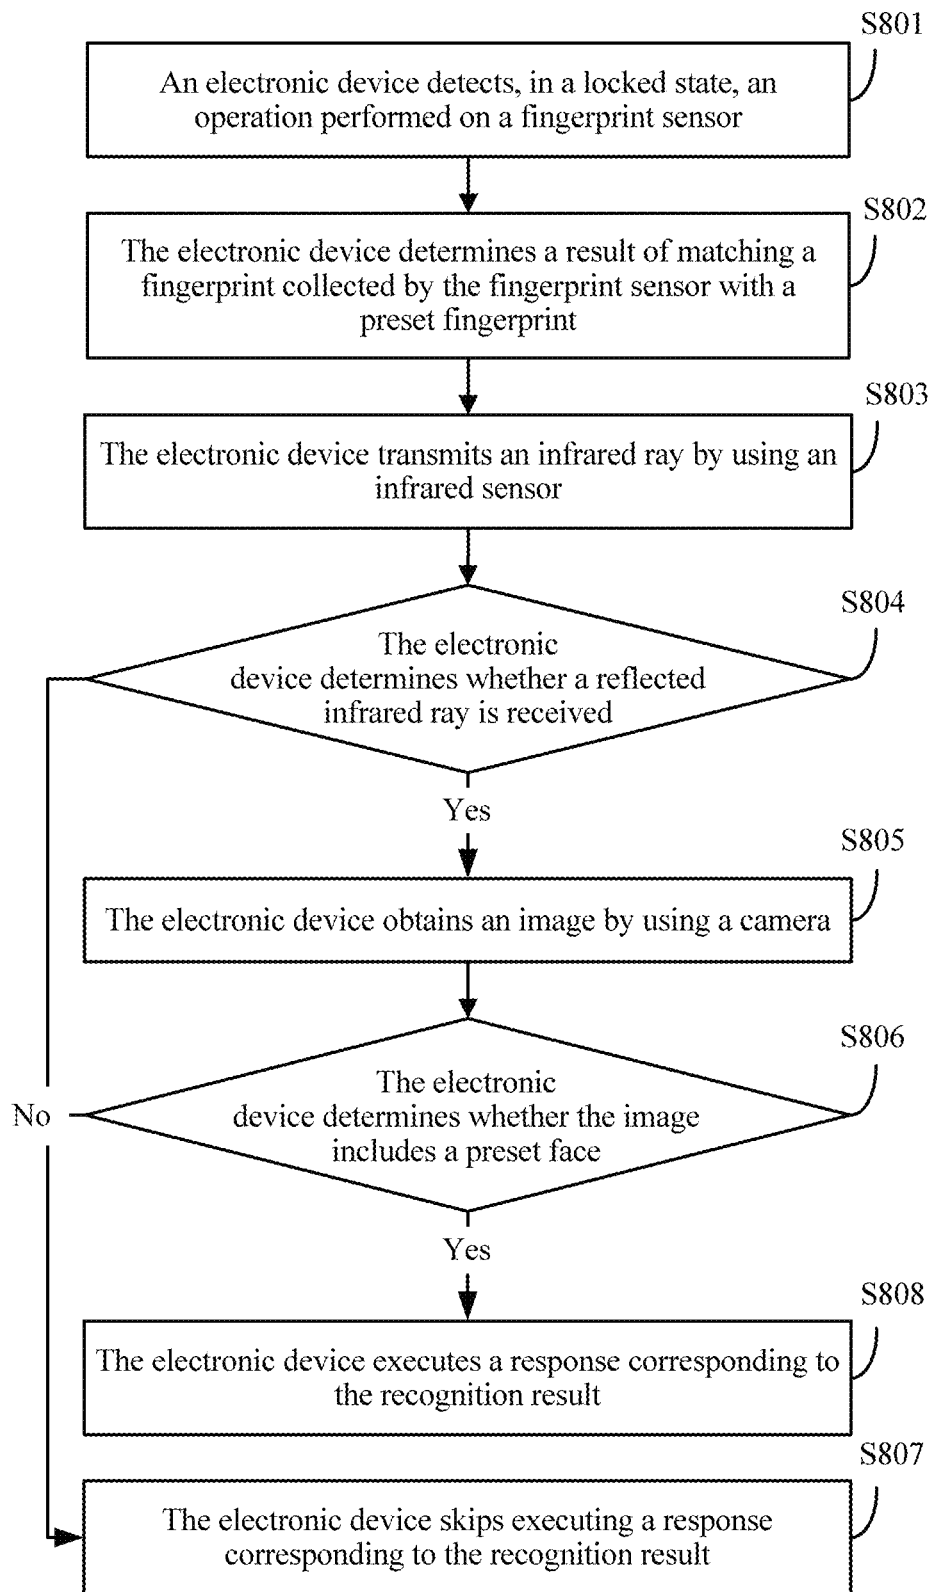 S801
An electronic device detects, in a locked state, an
operation performed on a fingerprint sensor
S802
The electronic device determines a result of matching a
fingerprint collected by the fingerprint sensor with a
preset fingerprint
S803
The electronic device transmits an infrared ray by using an
infrared sensor
S804
The electronic
device determines whether a reflected
infrared ray is received
Yes
S805
The electronic device obtains an image by using a camera
S806
The electronic
device determines whether the image
includes a preset face
No
Yes
S808
The electronic device executes a response corresponding to
the recognition result
S807
The electronic device skips executing a response
corresponding to the recognition result